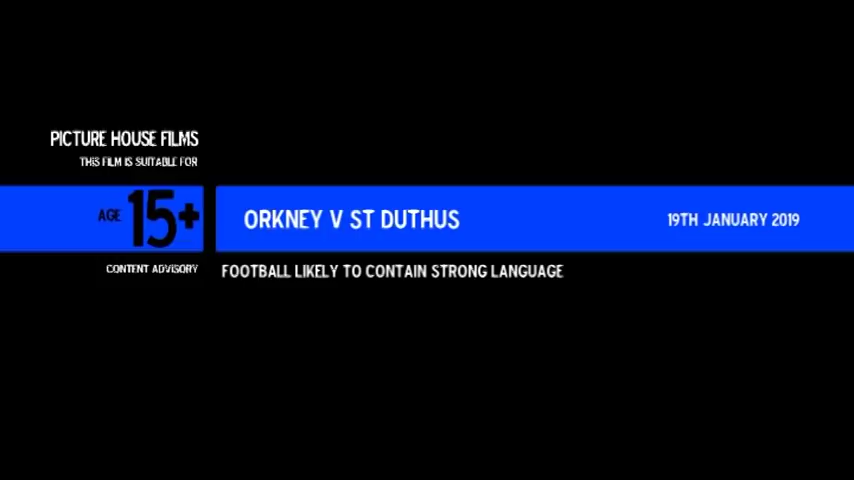 PICTURE HOUSE FILMS
THIS FILM IS SUITABLE FOR
AGE 15+
ORKNEY V ST DUTHUS
19TH JANUARY 2019
CONTENT ADVISORY
FOOTBALL LIKELY TO CONTAIN STRONG LANGUAGE